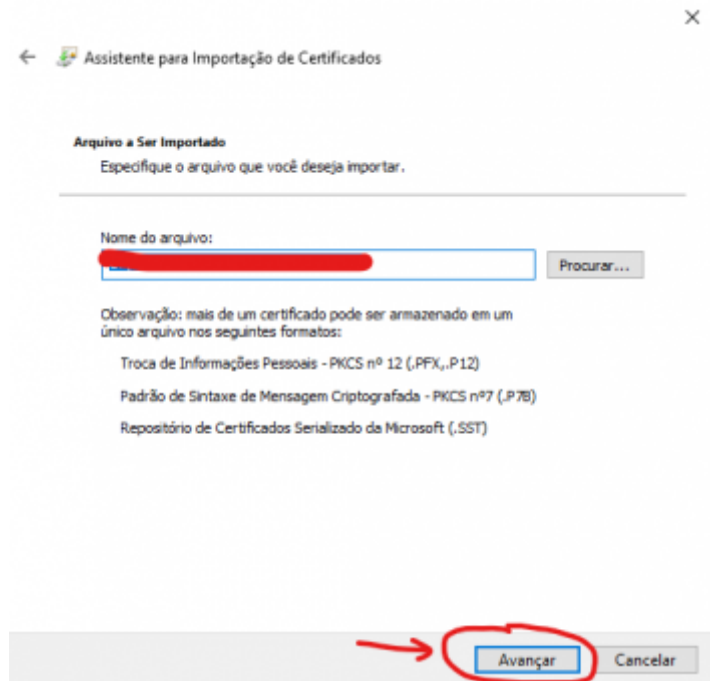 Assistente para Importação de Certificados
Arquivo a Ser Importado
Especifique o arquivo que você deseja importar.
Nome do arquivo:
Procurar...
Observação: mais de um certificado pode ser armazenado em um
único arquivo nos seguintes formatos:
Troca de Informações Pessoais - PKCS nº 12 (.PFX,.P12)
Padrão de Sintaxe de Mensagem Criptografada - PKCS nº7 (.P7B)
Repositório de Certificados Serializado da Microsoft (.SST)
Avançar
Cancelar